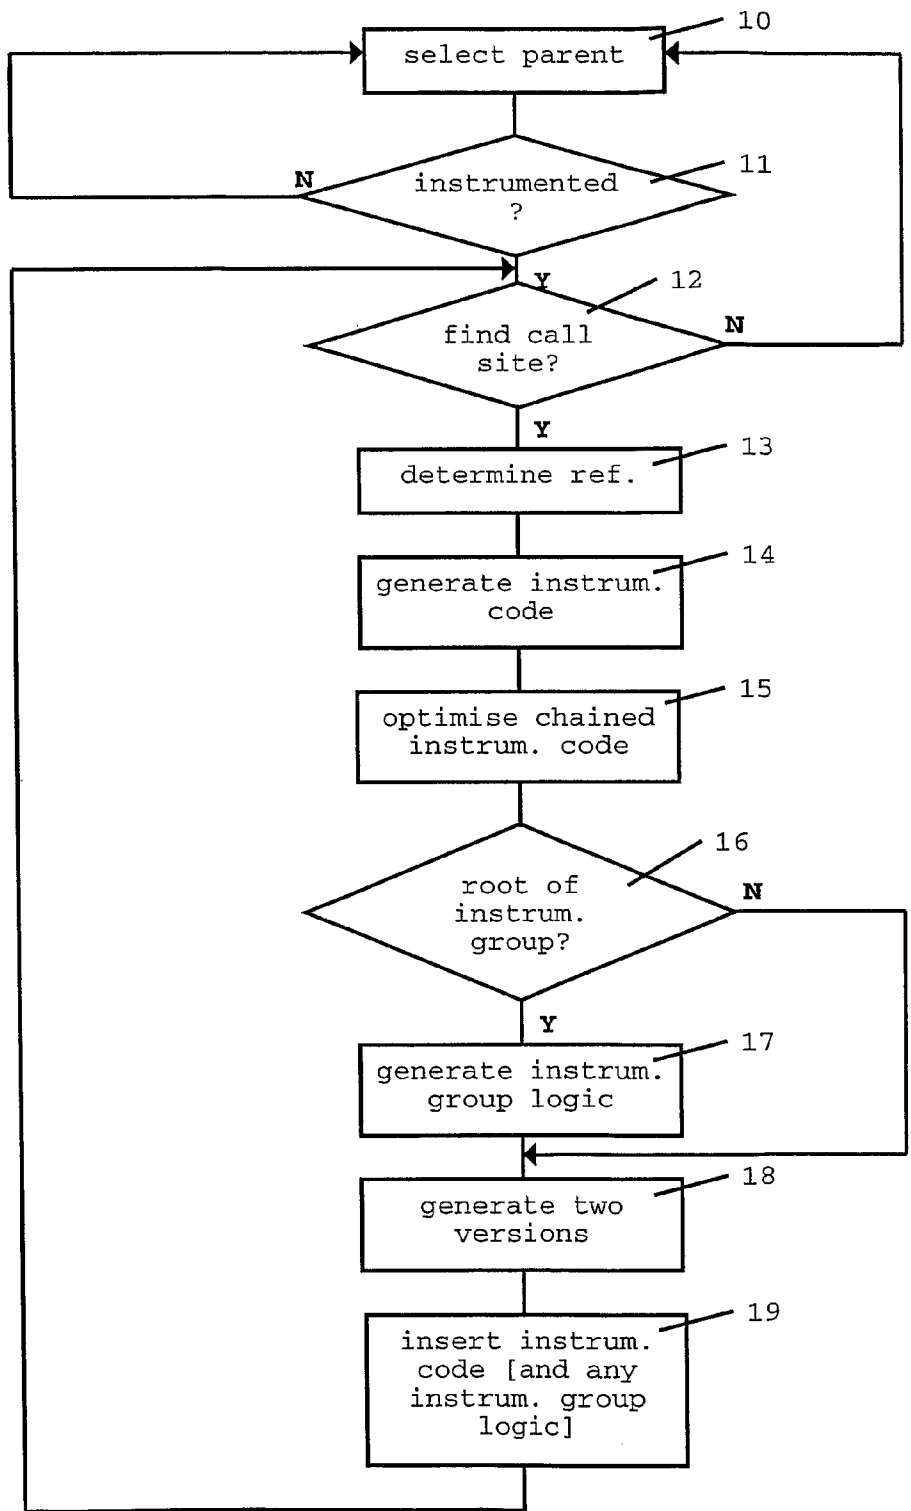 10
select parent
11
N
instrumented
?
Y
12
N
find call
site?
Y
13
determine ref.
14
generate instrum.
code
15
optimise chained
instrum. code
16
N
root of
instrum.
group?
Y
17
generate instrum.
group logic
18
generate two
versions
19
insert instrum.
code [and any
instrum. group
logic]